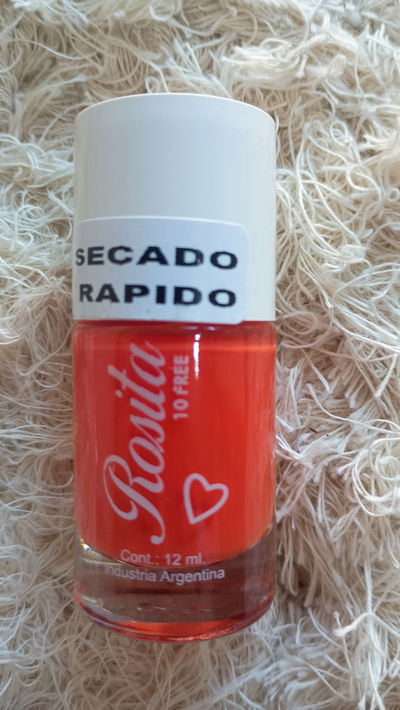 SECADO
RAPIDO
Rosita
10 FREE
Cont.: 12 ml.
Industria Argentina